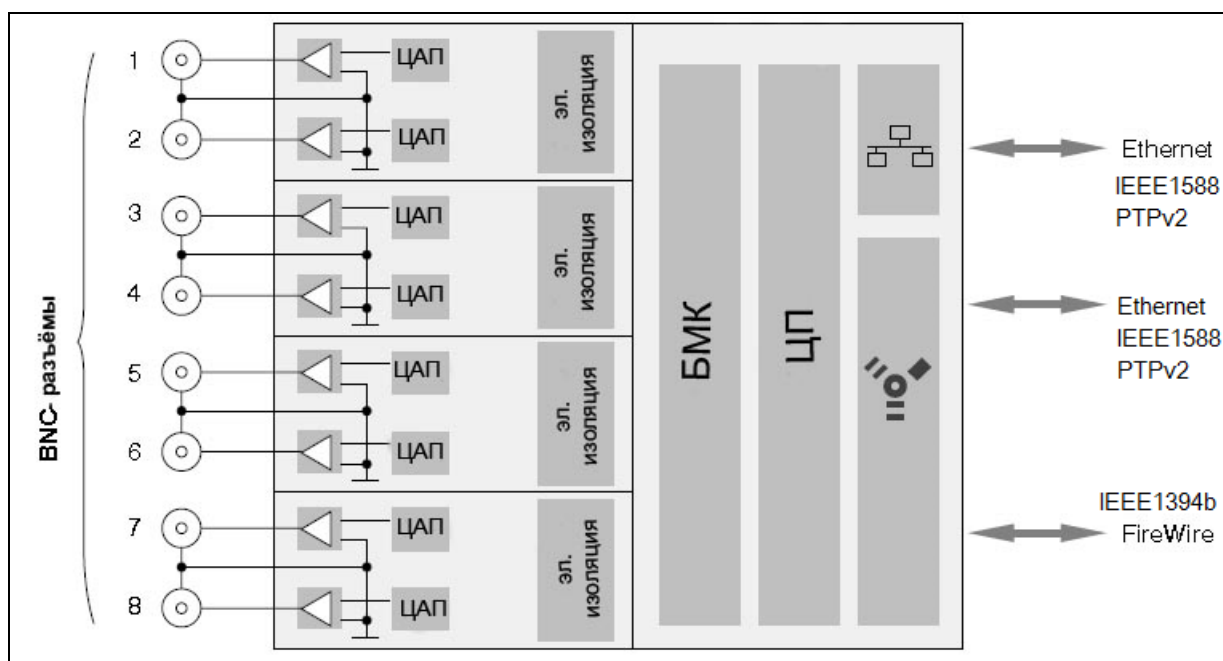 BNC- разъёмы
1
2
3
4
5
6
7
8
ЦАП
ЦАП
эл.
изоляция
ЦАП
ЦАП
эл.
изоляция
ЦАП
ЦАП
эл.
изоляция
ЦАП
ЦАП
эл.
изоляция
БМК
ЦП
Ethernet
IEEE1588
PTPv2
Ethernet
IEEE1588
PTPv2
IEEE1394b
FireWire